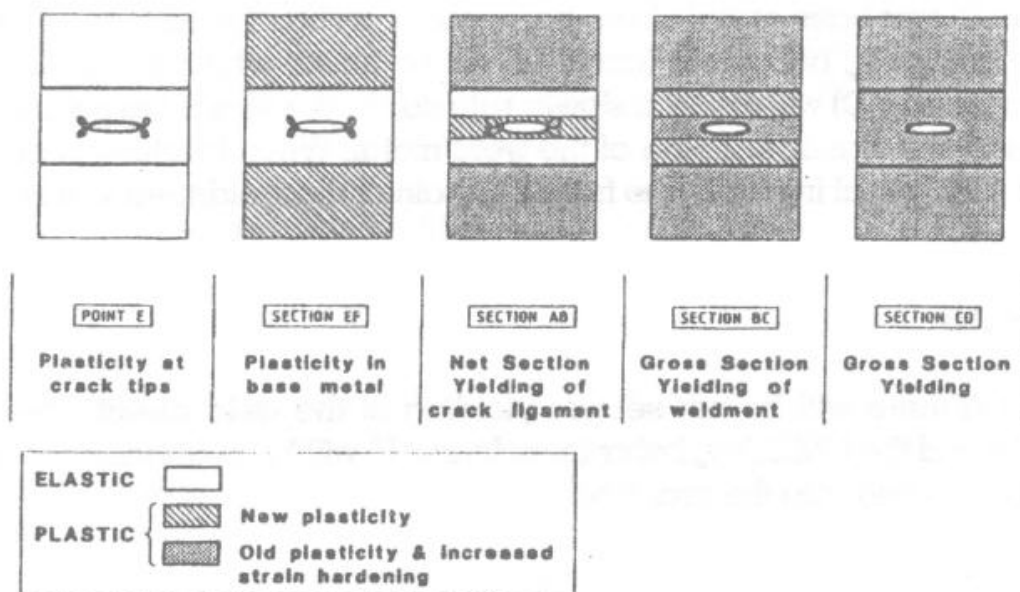 POINT E
Plasticity at
crack tips
SECTION EF
Plasticity in
base metal
SECTION AB
Net Section
Yielding of
crack ligament
SECTION BC
Gross Section
Yielding of
weldment
SECTION CD
Gross Section
Yielding
ELASTIC
PLASTIC
New plasticity
Old plasticity & increased
strain hardening